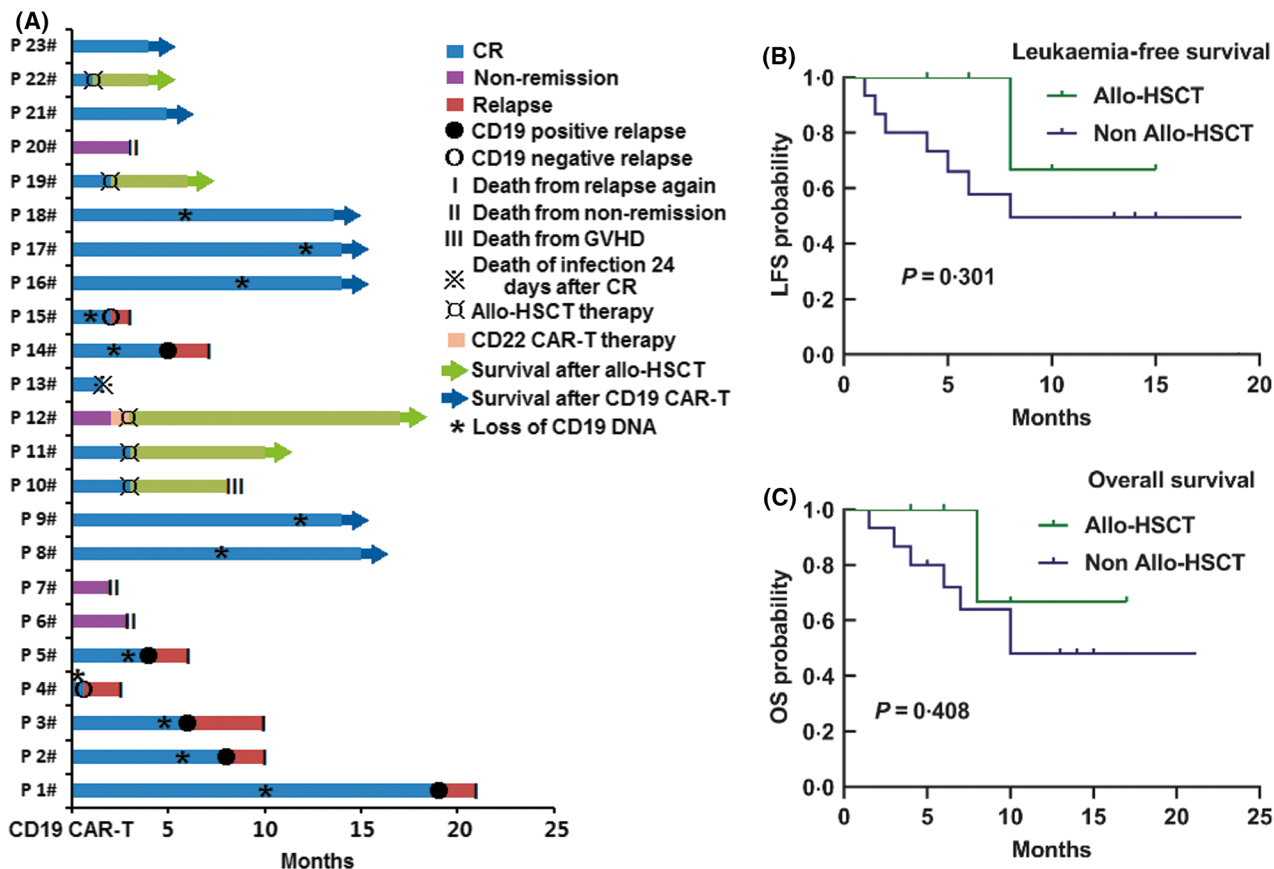 (A)
P 23#
P 22#
P 21#
P 20#
P 19#
P 18#
P 17#
P 16#
P 15#
P 14#
P 13#
P 12#
P 11#
P 10#
P 9#
P 8#
P 7#
P 6#
P 5#
P 4#
P 3#
P 2#
P 1#
CD19 CAR-T 5 10 15 20 25
Months
CR
Non-remission
Relapse
CD19 positive relapse
CD19 negative relapse
I Death from relapse again
II Death from non-remission
III Death from GVHD
Death of infection 24
days after CR
Allo-HSCT therapy
CD22 CAR-T therapy
Survival after allo-HSCT
Survival after CD19 CAR-T
* Loss of CD19 DNA
(B)
Leukaemia-free survival
Allo-HSCT
Non Allo-HSCT
LFS probability
1·0
0·8
0·6
0·4
0·2
0·0
P = 0·301
0 5 10 15 20
Months
(C)
Overall survival
Allo-HSCT
Non Allo-HSCT
OS probability
1·0
0·8
0·6
0·4
0·2
0·0
P = 0·408
0 5 10 15 20 25
Months